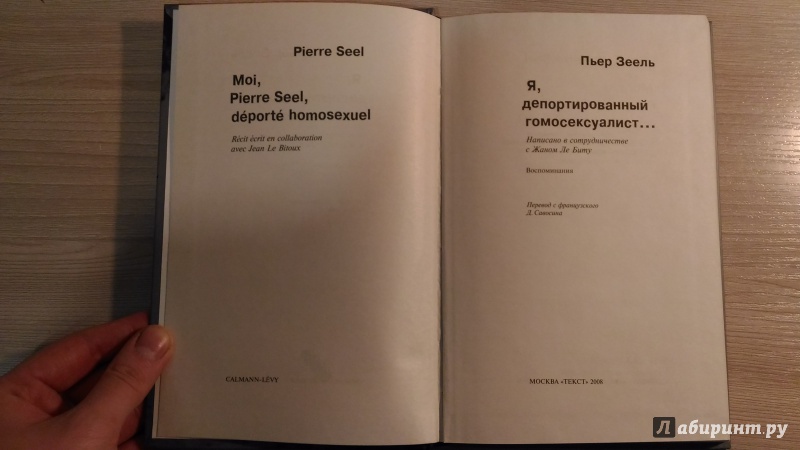 Pierre Seel
Moi,
Pierre Seel,
déporté homosexuel
Récit écrit en collaboration
avec Jean Le Bitoux
CALMANN-LÉVY
Пьер Зеель
Я,
депортированный
гомосексуалист...
Написано в сотрудничестве
с Жаном Ле Биту
Воспоминания
Перевод с французского
Д. Савосина
МОСКВА «ТЕКСТ» 2008
Лабиринт.ру